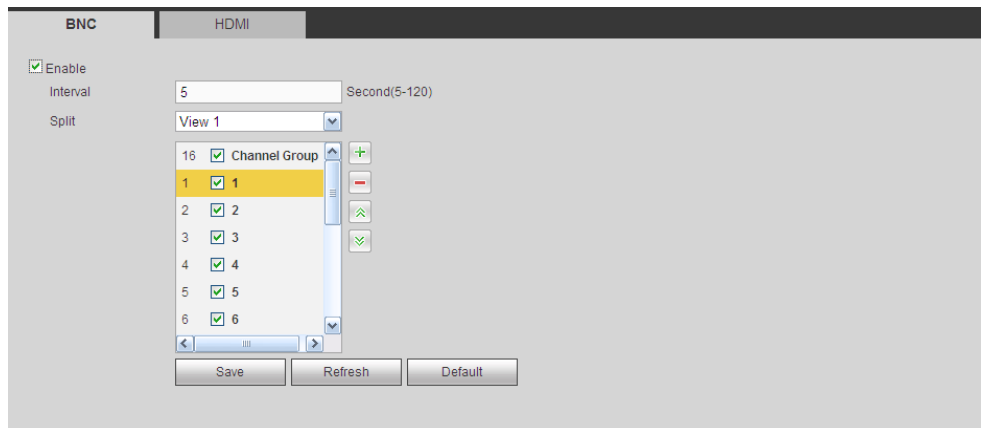 BNC HDMI
Enable
Interval 5 Second(5-120)
Split View 1
16 Channel Group
1 1
2 2
3 3
4 4
5 5
6 6
Save Refresh Default